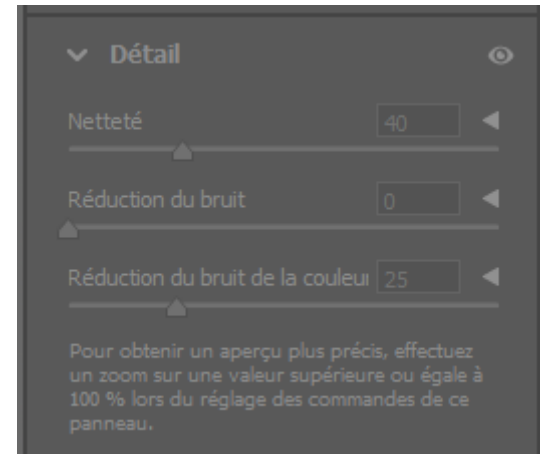 Détail
Netteté 40
Réduction du bruit 0
Réduction du bruit de la couleur 25
Pour obtenir un aperçu plus précis, effectuez
un zoom sur une valeur supérieure ou égale à
100 % lors du réglage des commandes de ce
panneau.